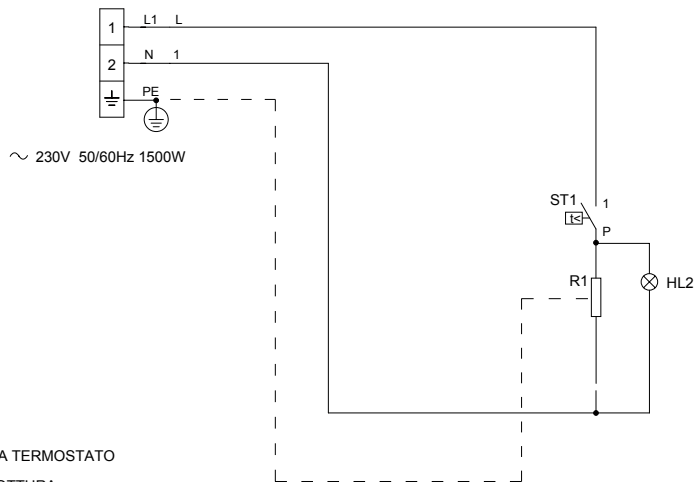 1 L1 L
2 N 1
PE
~ 230V 50/60Hz 1500W
ST1 1
t<
P
R1
HL2
A TERMOSTATO